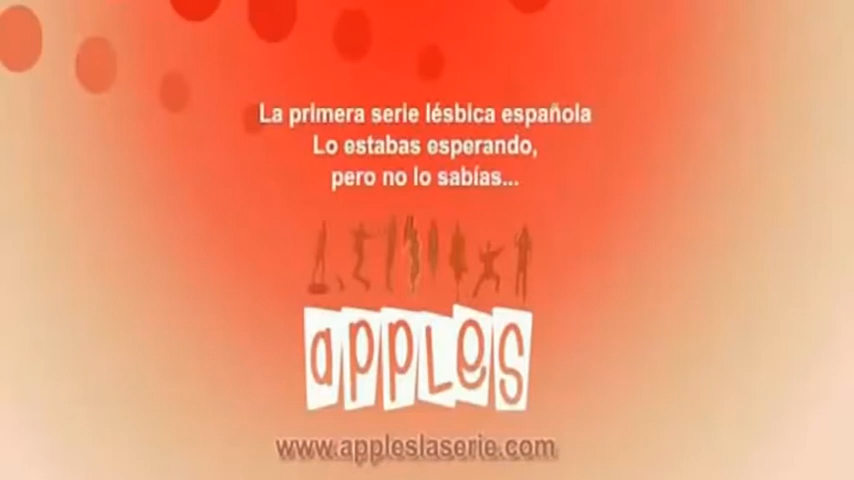 La primera serie lésbica española
Lo estabas esperando,
pero no lo sabías...
apples
www.appleslaserie.com